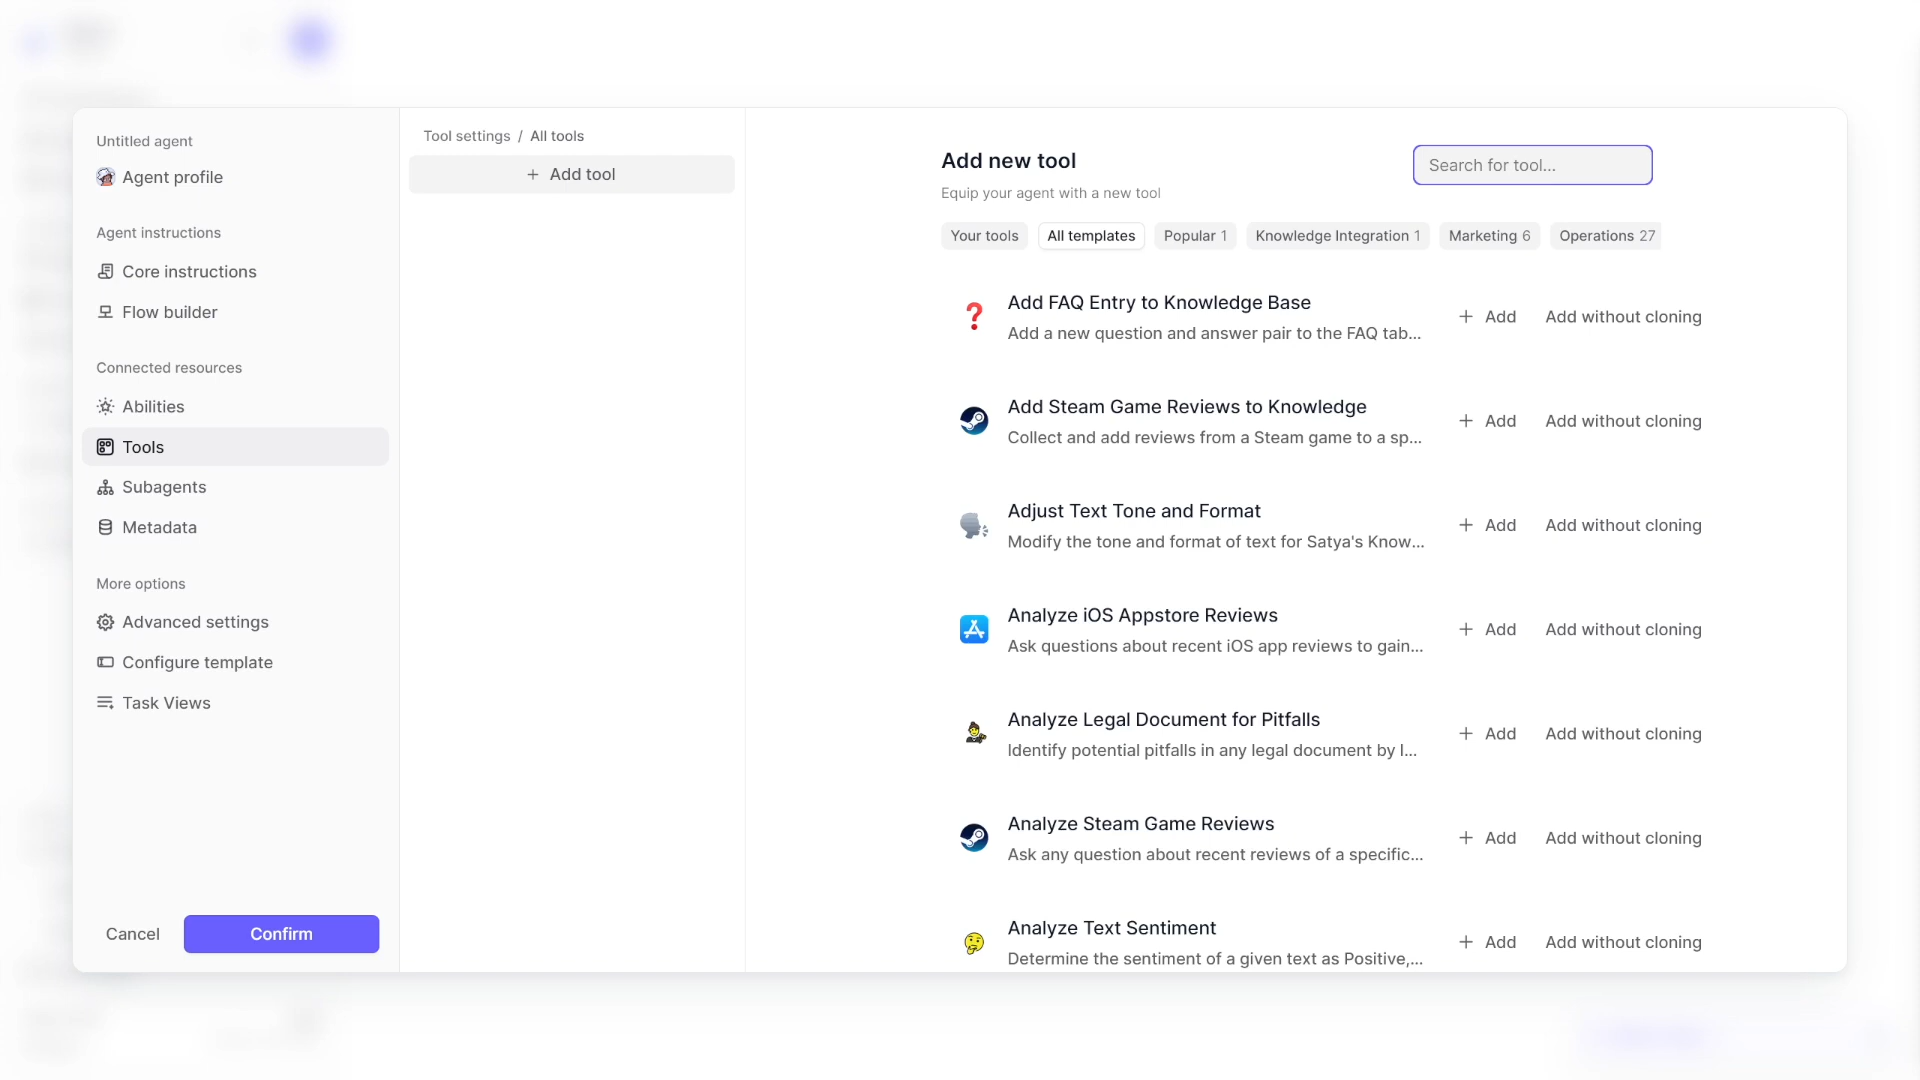 Untitled agent
Agent profile
Agent instructions
Core instructions
Flow builder
Connected resources
Abilities
Tools
Subagents
Metadata
More options
Advanced settings
Configure template
Task Views
Cancel
Confirm
Tool settings / All tools
+ Add tool
Add new tool
Equip your agent with a new tool
Search for tool...
Your tools
All templates
Popular 1
Knowledge Integration 1
Marketing 6
Operations 27
Add FAQ Entry to Knowledge Base
Add a new question and answer pair to the FAQ tab...
+ Add
Add without cloning
Add Steam Game Reviews to Knowledge
Collect and add reviews from a Steam game to a sp...
+ Add
Add without cloning
Adjust Text Tone and Format
Modify the tone and format of text for Satya's Know...
+ Add
Add without cloning
Analyze iOS Appstore Reviews
Ask questions about recent iOS app reviews to gain...
+ Add
Add without cloning
Analyze Legal Document for Pitfalls
Identify potential pitfalls in any legal document by l...
+ Add
Add without cloning
Analyze Steam Game Reviews
Ask any question about recent reviews of a specific...
+ Add
Add without cloning
Analyze Text Sentiment
Determine the sentiment of a given text as Positive,...
+ Add
Add without cloning